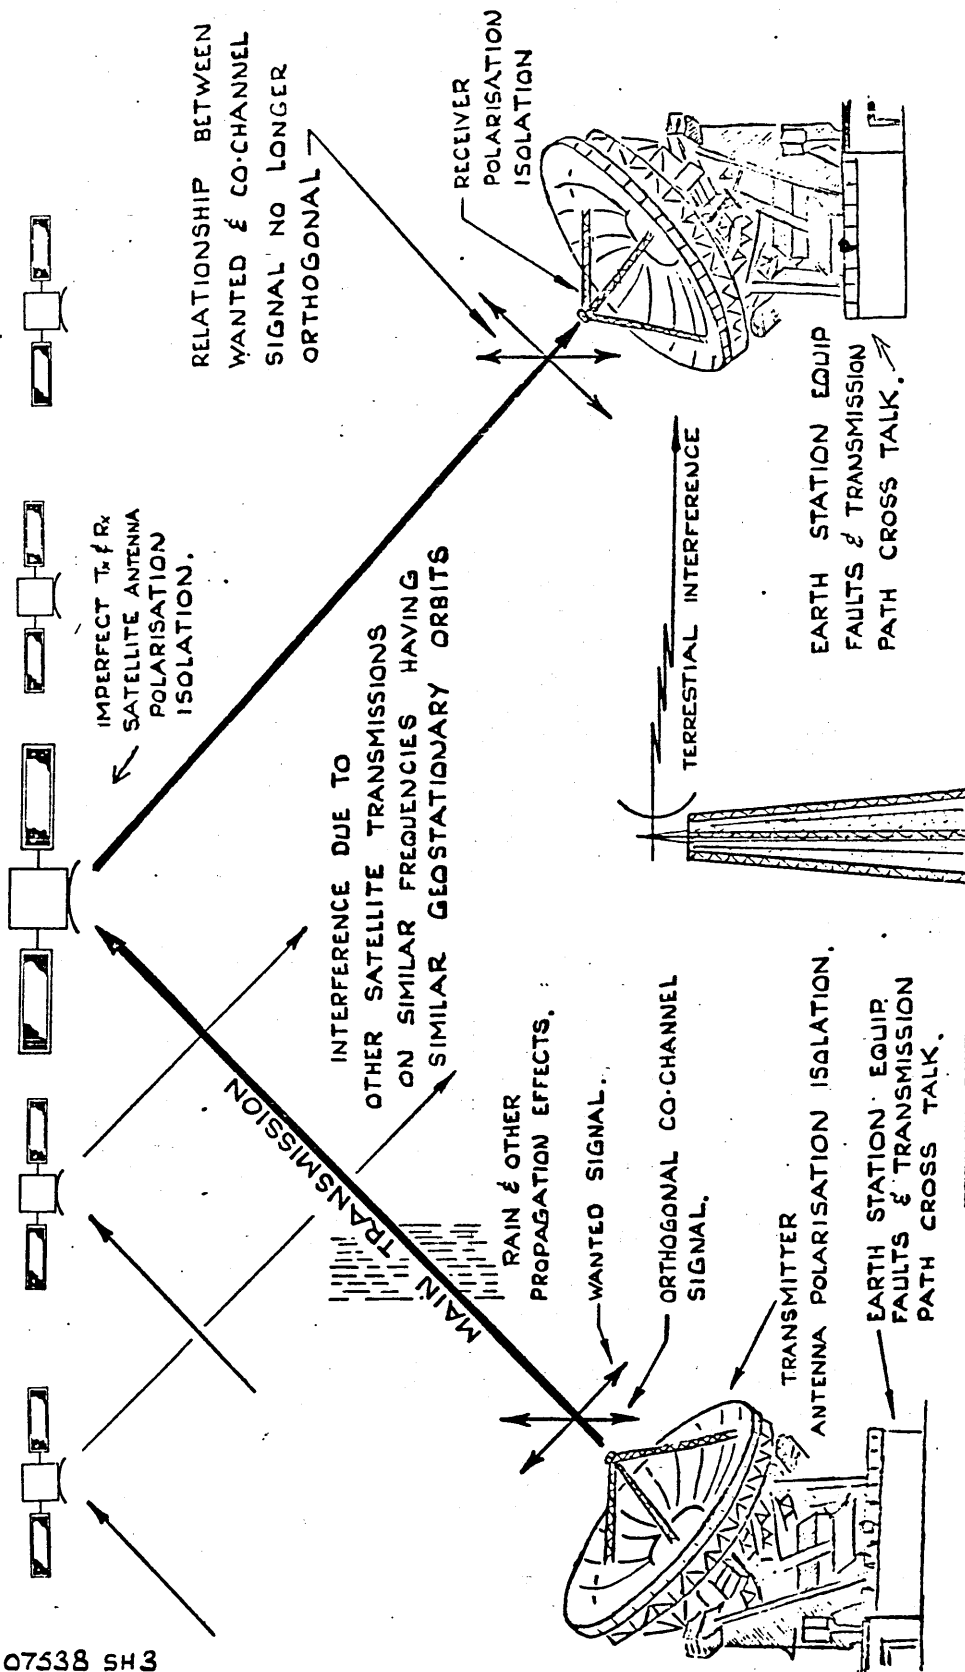 RELATIONSHIP BETWEEN
WANTED & CO·CHANNEL
SIGNAL NO LONGER
ORTHOGONAL
RECEIVER
POLARISATION
ISOLATION
IMPERFECT Tx & Rx
SATELLITE ANTENNA
POLARISATION
ISOLATION.
INTERFERENCE DUE TO
OTHER SATELLITE TRANSMISSIONS
ON SIMILAR FREQUENCIES HAVING
SIMILAR GEOSTATIONARY ORBITS
MAIN TRANSMISSION
RAIN & OTHER
PROPAGATION EFFECTS.
WANTED SIGNAL.
ORTHOGONAL CO·CHANNEL
SIGNAL.
TRANSMITTER
ANTENNA POLARISATION ISOLATION.
EARTH STATION EQUIP.
FAULTS & TRANSMISSION
PATH CROSS TALK.
TERRESTIAL INTERFERENCE
EARTH STATION EQUIP
FAULTS & TRANSMISSION
PATH CROSS TALK.
07538 SH3